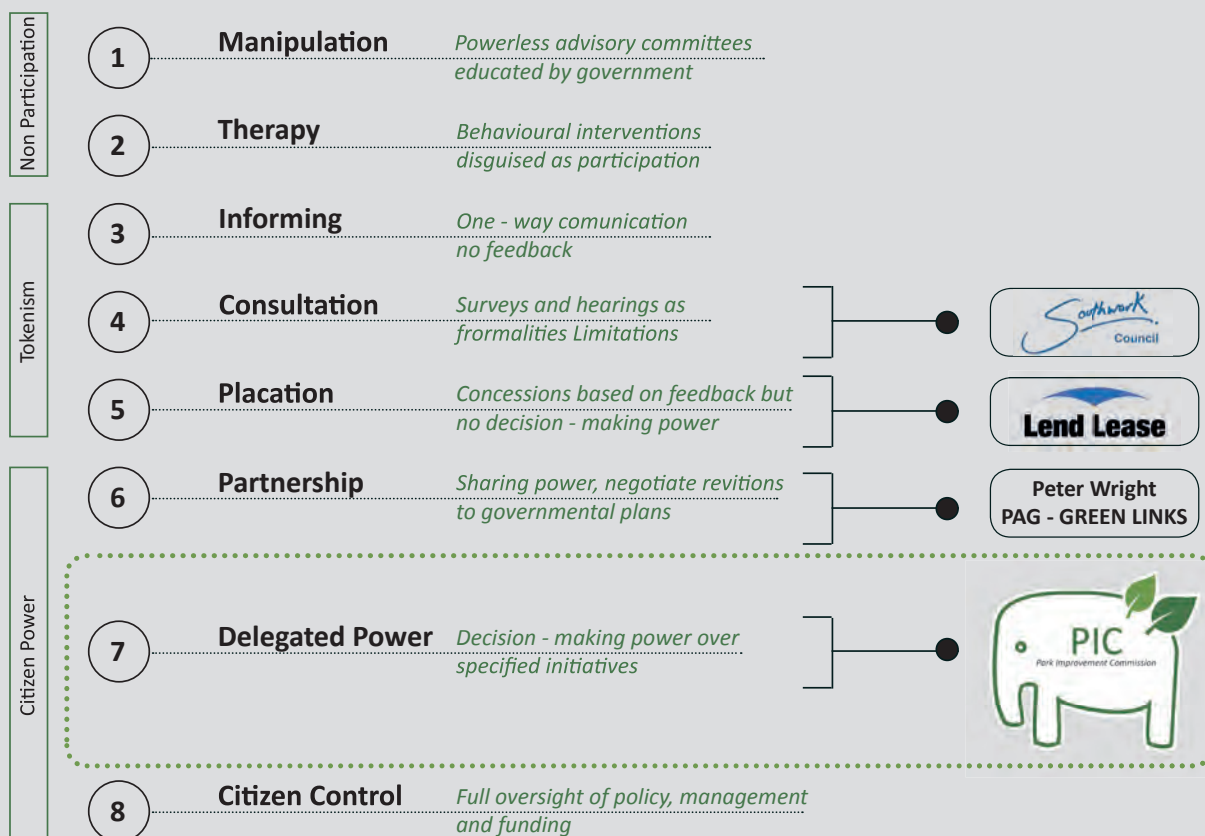 Non Participation
1
Manipulation
Powerless advisory committees
educated by government
2
Therapy
Behavioural interventions
disguised as participation
Tokenism
3
Informing
One - way comunication
no feedback
4
Consultation
Surveys and hearings as
frormalities Limitations
Southwark
Council
5
Placation
Concessions based on feedback but
no decision - making power
Lend Lease
Citizen Power
6
Partnership
Sharing power, negotiate revitions
to governmental plans
Peter Wright
PAG - GREEN LINKS
7
Delegated Power
Decision - making power over
specified initiatives
PIC
Park Improvement Commission
8
Citizen Control
Full oversight of policy, management
and funding